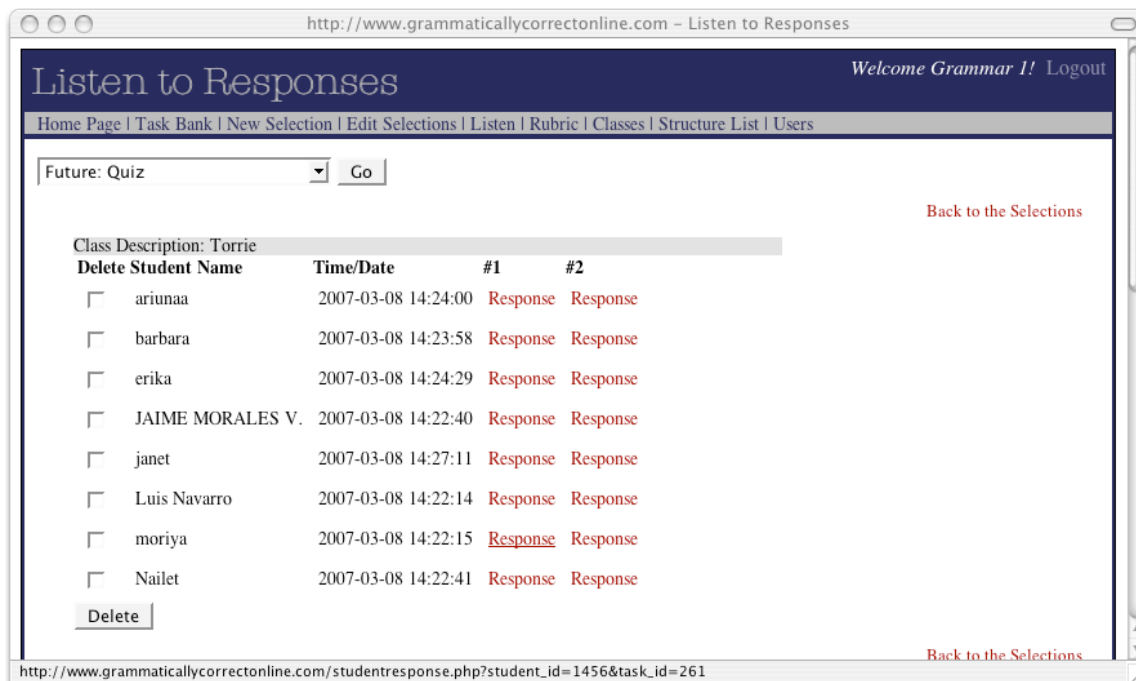 http://www.grammaticallycorrectonline.com – Listen to Responses
Listen to Responses
Welcome Grammar 1! Logout
Home Page | Task Bank | New Selection | Edit Selections | Listen | Rubric | Classes | Structure List | Users
Future: Quiz Go
Back to the Selections
Class Description: Torrie
Delete Student Name Time/Date #1 #2
ariunaa 2007-03-08 14:24:00 Response Response
barbara 2007-03-08 14:23:58 Response Response
erika 2007-03-08 14:24:29 Response Response
JAIME MORALES V. 2007-03-08 14:22:40 Response Response
janet 2007-03-08 14:27:11 Response Response
Luis Navarro 2007-03-08 14:22:14 Response Response
moriya 2007-03-08 14:22:15 Response Response
Nailet 2007-03-08 14:22:41 Response Response
Delete
Back to the Selections
http://www.grammaticallycorrectonline.com/studentresponse.php?student_id=1456&task_id=261